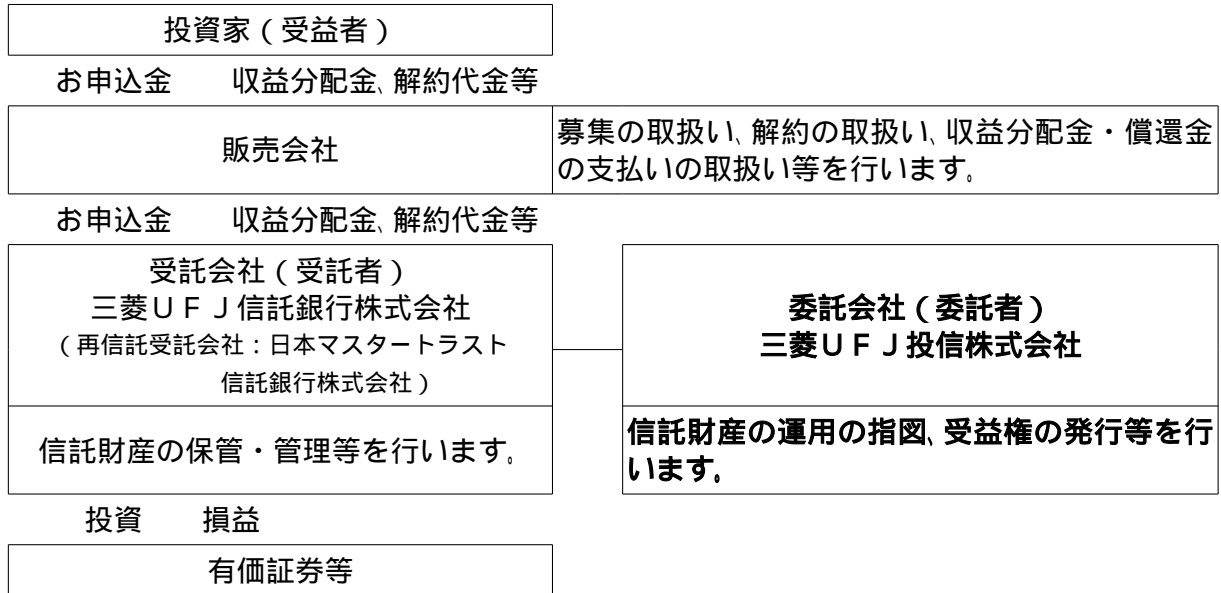 投資家（受益者）
お申込金　　収益分配金、解約代金等
販売会社
募集の取扱い、解約の取扱い、収益分配金・償還金
の支払いの取扱い等を行います。
お申込金　　収益分配金、解約代金等
受託会社（受託者）
三菱ＵＦＪ信託銀行株式会社
（再信託受託会社：日本マスタートラスト
信託銀行株式会社）
委託会社（委託者）
三菱ＵＦＪ投信株式会社
信託財産の保管・管理等を行います。
信託財産の運用の指図、受益権の発行等を行
います。
投資　　損益
有価証券等